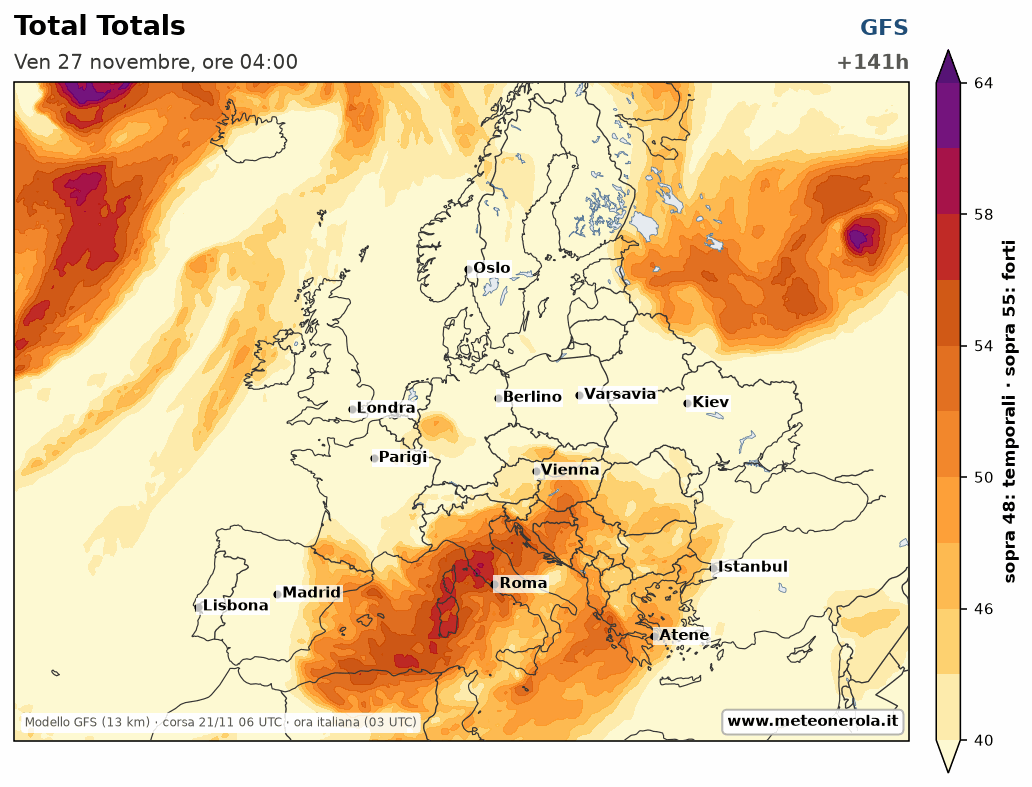 Total Totals
GFS
Ven 27 novembre, ore 04:00
+141h
64
58
54
50
46
40
sopra 48: temporali · sopra 55: forti
Oslo
Londra
Berlino
Varsavia
Kiev
Parigi
Vienna
Madrid
Lisbona
Roma
Istanbul
Atene
Modello GFS (13 km) · corsa 21/11 06 UTC · ora italiana (03 UTC)
www.meteonerola.it